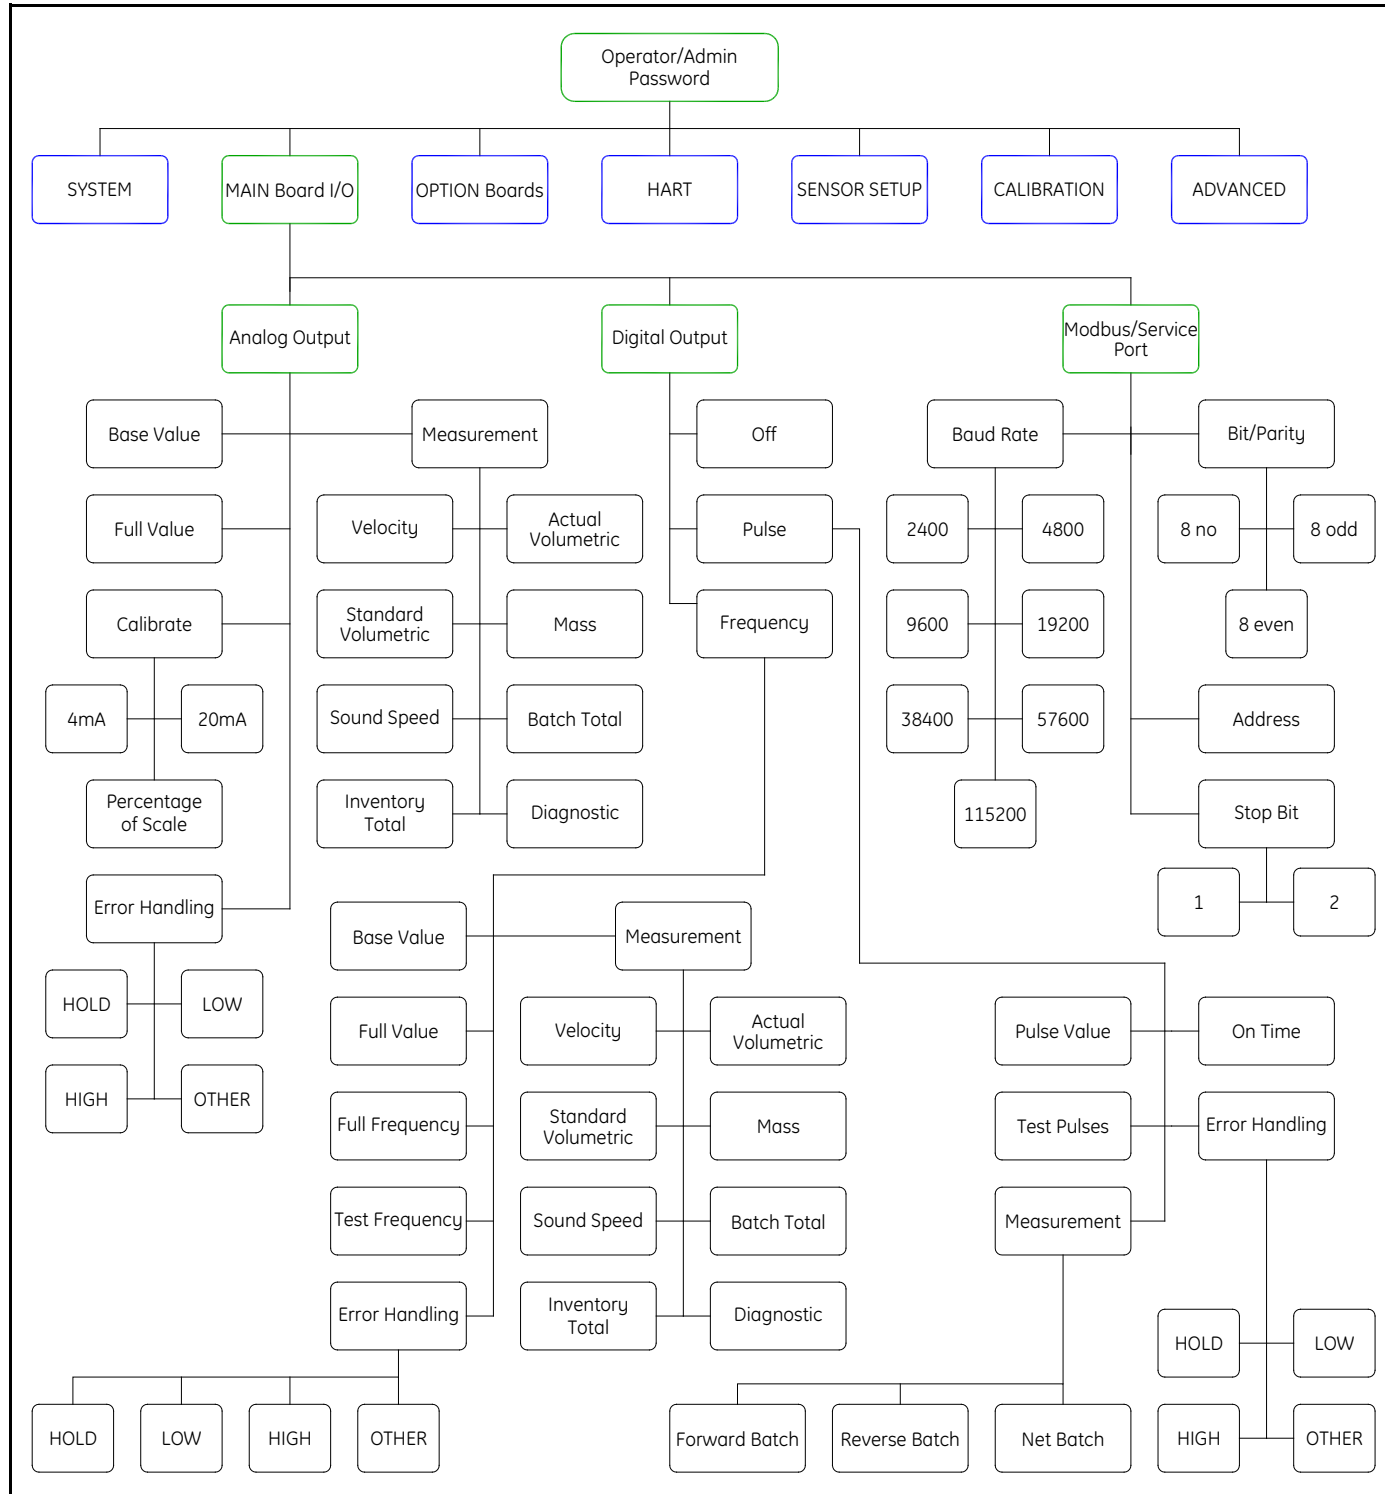 Operator/Admin
Password
SYSTEM
MAIN Board I/O
OPTION Boards
HART
SENSOR SETUP
CALIBRATION
ADVANCED
Analog Output
Digital Output
Modbus/Service
Port
Base Value
Measurement
Off
Baud Rate
Bit/Parity
Full Value
Velocity
Actual
Volumetric
Pulse
2400
4800
8 no
8 odd
Calibrate
Standard
Volumetric
Mass
Frequency
9600
19200
8 even
4mA
20mA
Sound Speed
Batch Total
38400
57600
Address
Percentage
of Scale
Inventory
Total
Diagnostic
115200
Stop Bit
Error Handling
1
2
Base Value
Measurement
HOLD
LOW
Full Value
Velocity
Actual
Volumetric
Pulse Value
On Time
HIGH
OTHER
Full Frequency
Standard
Volumetric
Mass
Test Pulses
Error Handling
Test Frequency
Sound Speed
Batch Total
Measurement
Error Handling
Inventory
Total
Diagnostic
HOLD
LOW
HOLD
LOW
HIGH
OTHER
Forward Batch
Reverse Batch
Net Batch
HIGH
OTHER